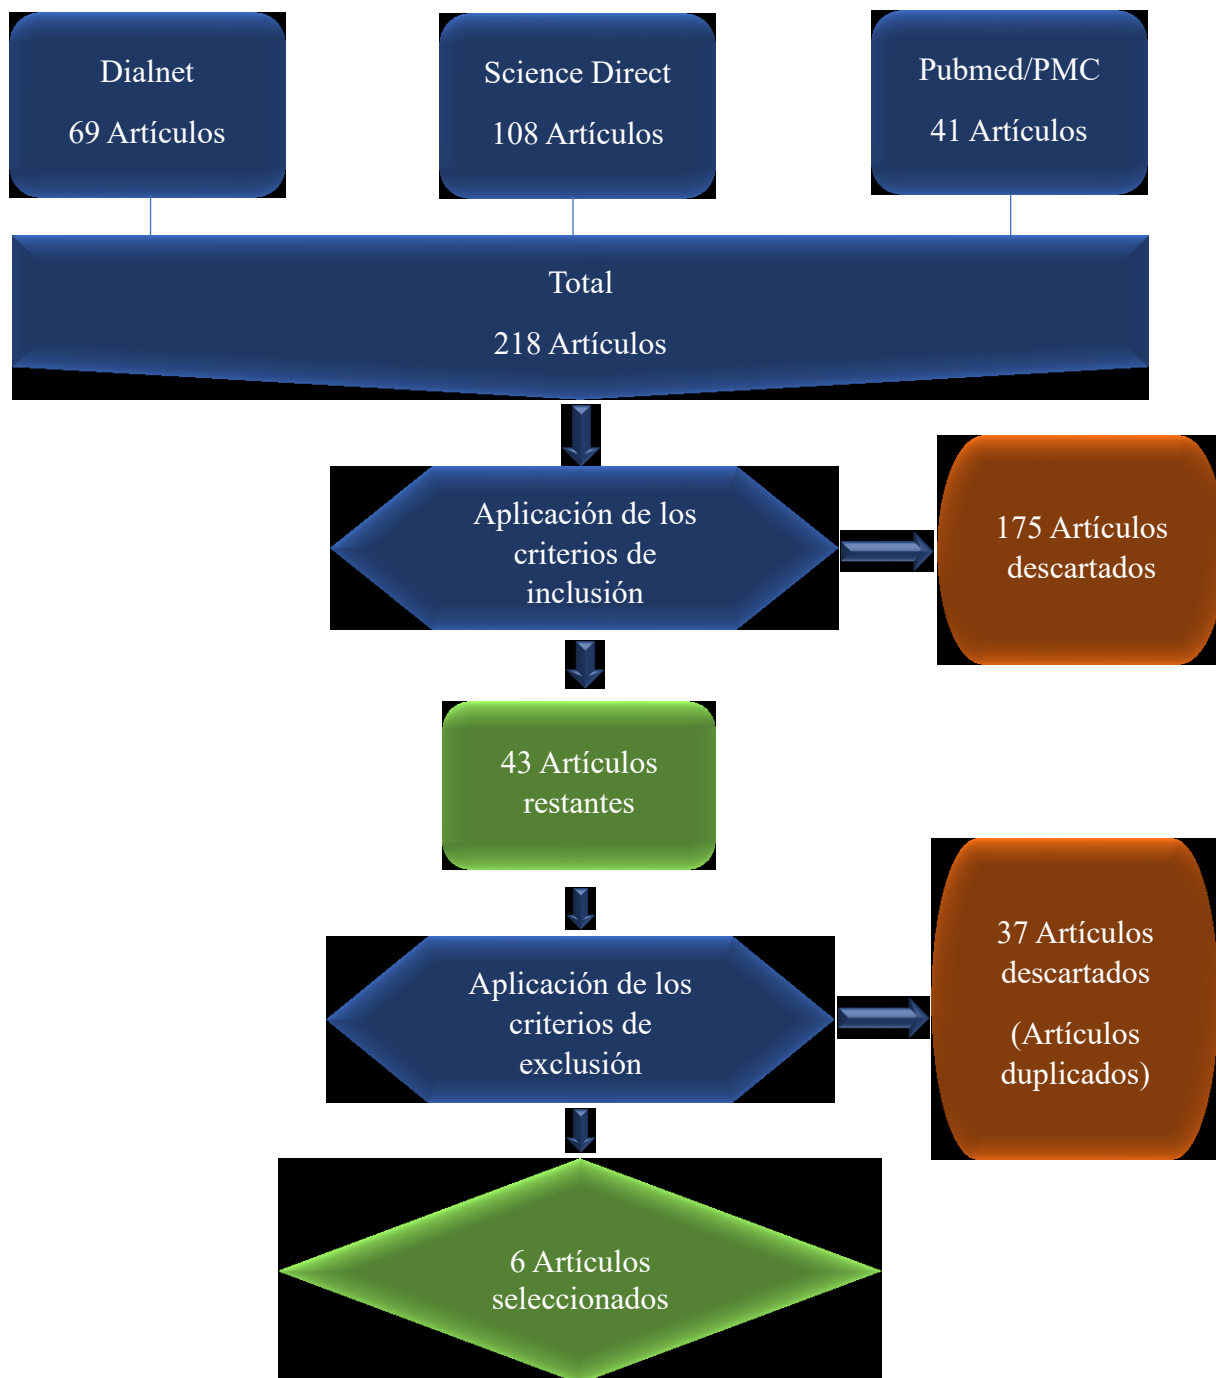 Dialnet
69 Artículos
Science Direct
108 Artículos
Pubmed/PMC
41 Artículos
Total
218 Artículos
Aplicación de los
criterios de
inclusión
175 Artículos
descartados
43 Artículos
restantes
Aplicación de los
criterios de
exclusión
37 Artículos
descartados
(Artículos
duplicados)
6 Artículos
seleccionados